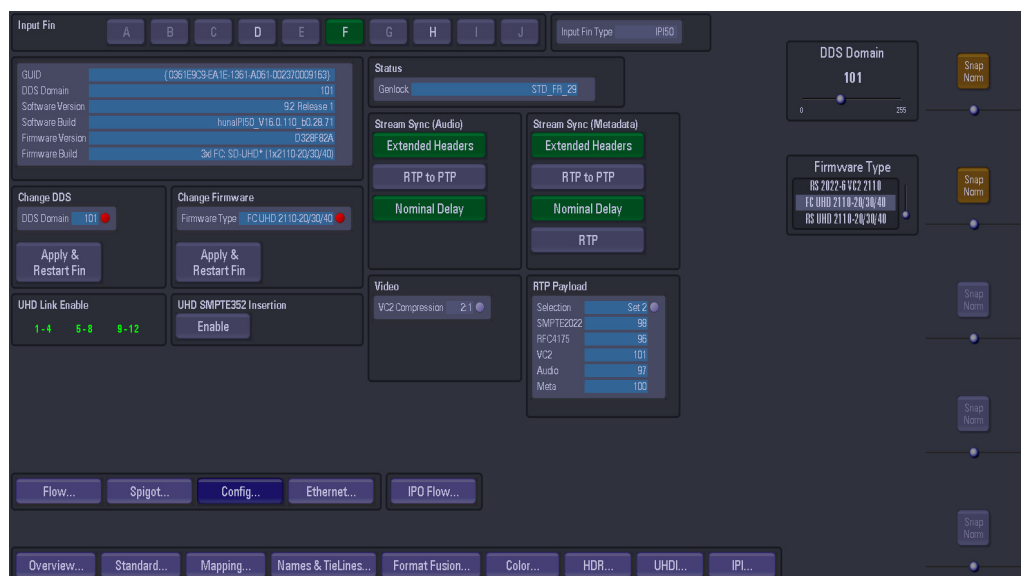 Input Fin
A B C D E F G H I J
Input Fin Type IPI50
GUID {0361E9C9-EA1E-1361-A061-002370009163}
DDS Domain 101
Software Version 9.2 Release 1
Software Build hunaIPI50_V16.0.110_b0.28.71
Firmware Version D328F82A
Firmware Build 3xl FC: SD-UHD* (1x2110-20/30/40)
Status
Genlock STD_FR_29
Stream Sync (Audio)
Extended Headers
RTP to PTP
Nominal Delay
Stream Sync (Metadata)
Extended Headers
RTP to PTP
Nominal Delay
RTP
Change DDS
DDS Domain 101
Apply &
Restart Fin
Change Firmware
Firmware Type FC UHD 2110-20/30/40
Apply &
Restart Fin
UHD Link Enable
1-4 5-8 9-12
UHD SMPTE352 Insertion
Enable
Video
VC2 Compression 2:1
RTP Payload
Selection Set 2
SMPTE2022 98
RFC4175 96
VC2 101
Audio 97
Meta 100
DDS Domain
101
0 255
Firmware Type
RS 2022-6 VC2 2110
FC UHD 2110-20/30/40
RS UHD 2110-20/30/40
Snap
Norm
Snap
Norm
Snap
Norm
Snap
Norm
Snap
Norm
Flow... Spigot... Config... Ethernet... IPO Flow...
Overview... Standard... Mapping... Names & TieLines... Format Fusion... Color... HDR... UHDI... IPI...